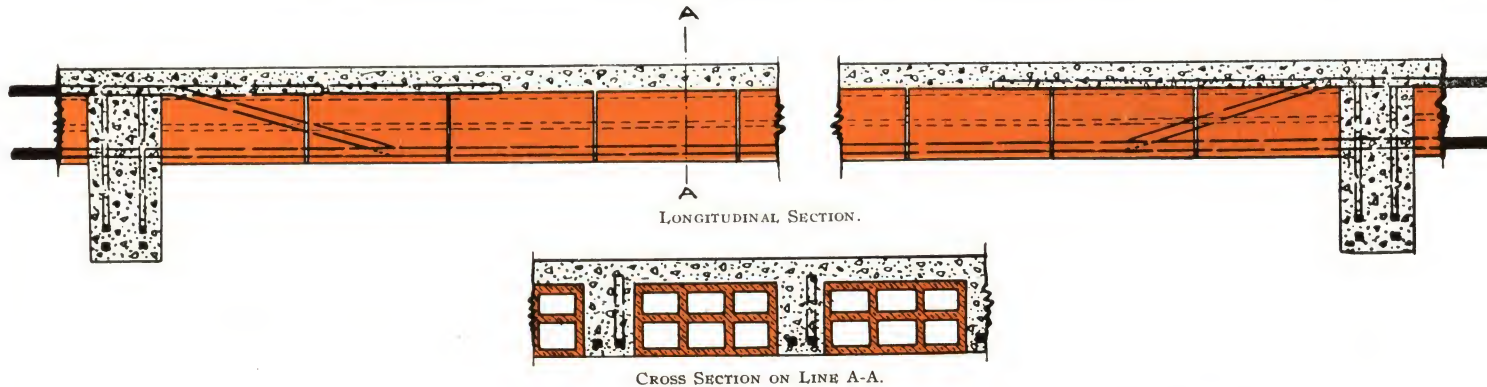 A
A
LONGITUDINAL SECTION.
CROSS SECTION ON LINE A-A.